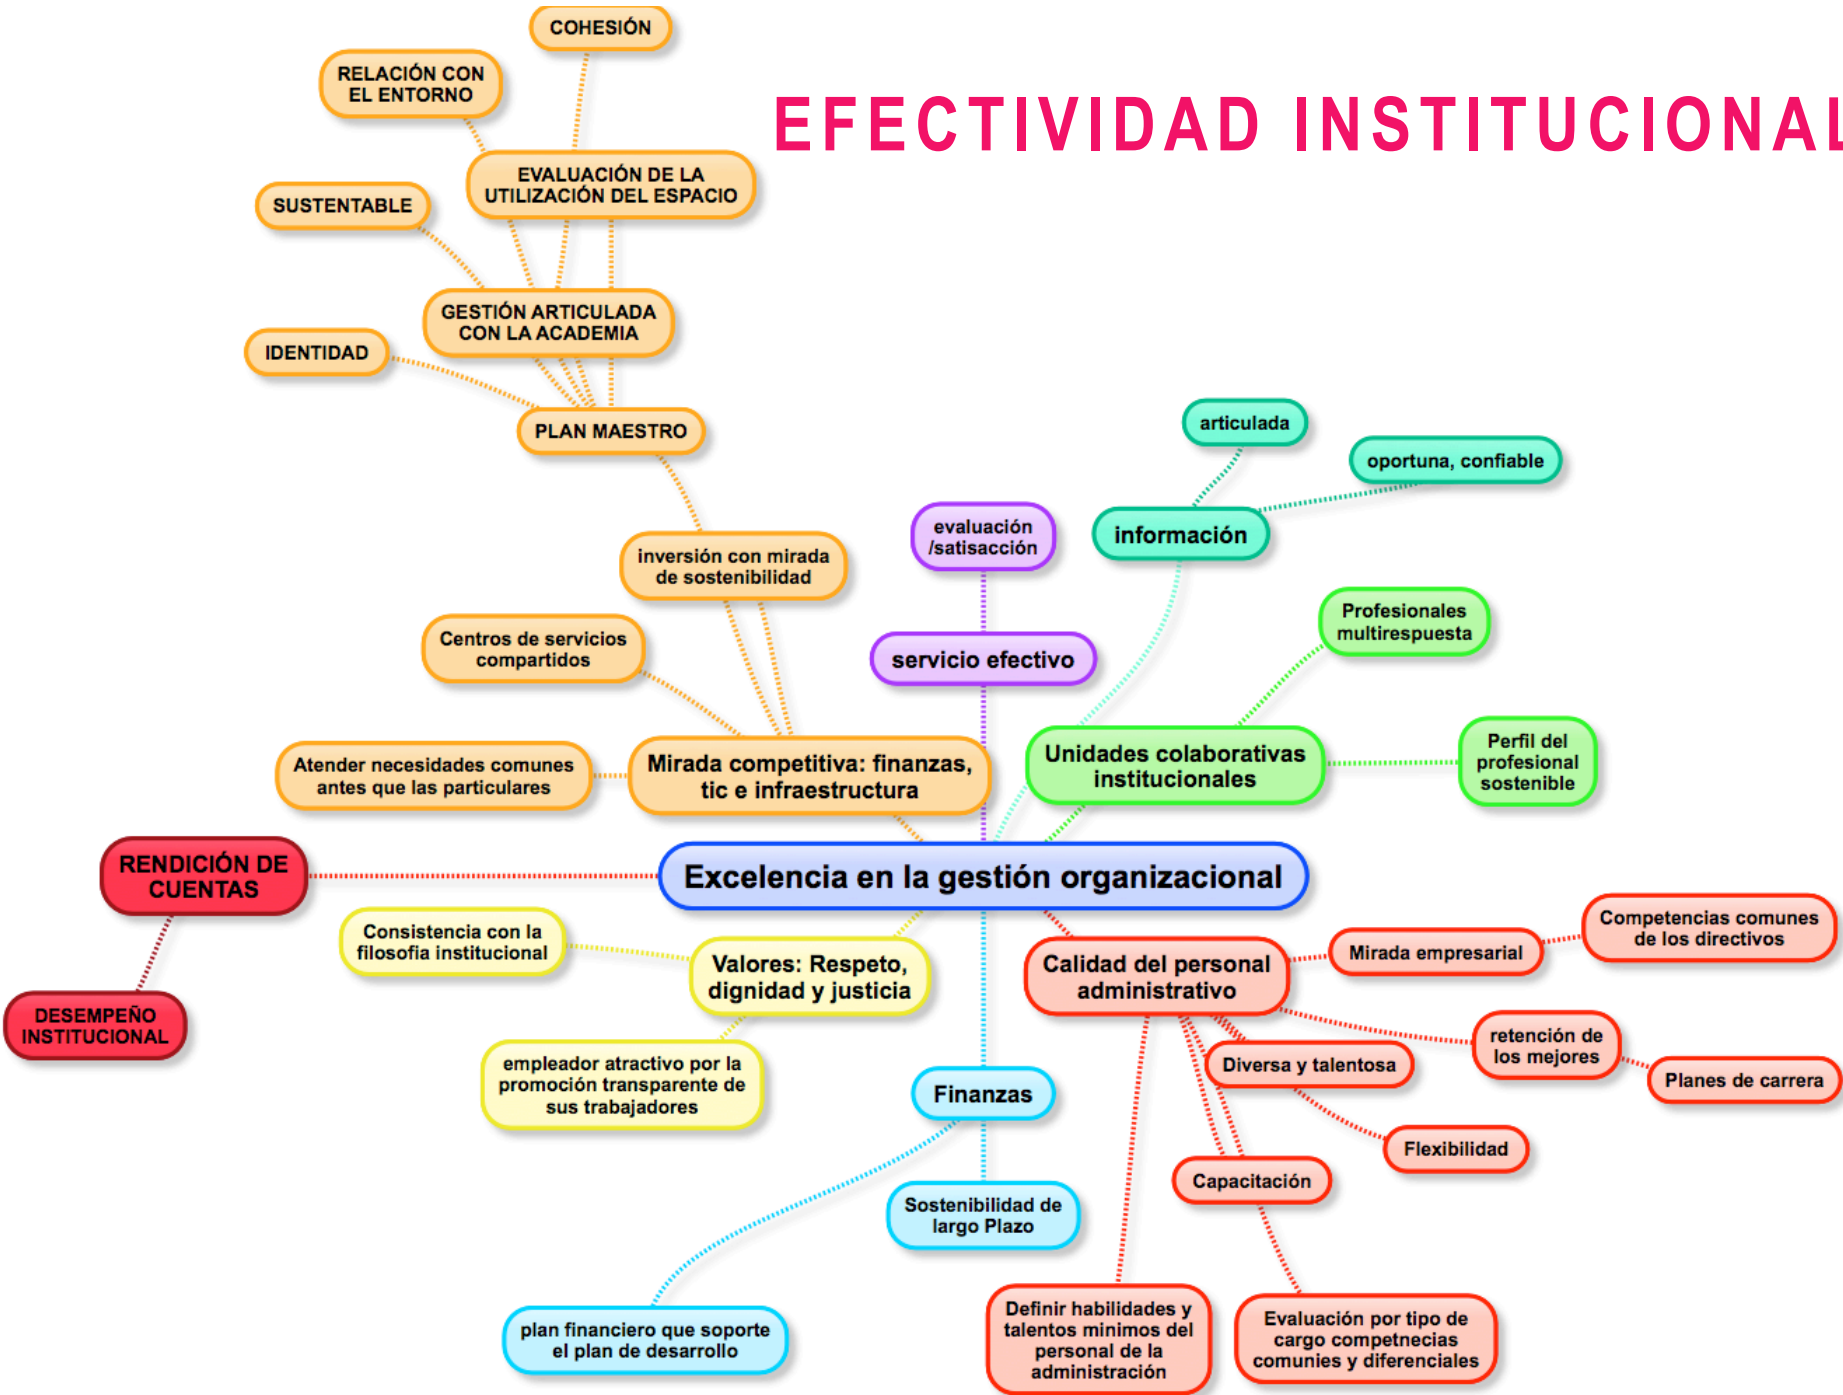 COHESIÓN
RELACIÓN CON
EL ENTORNO
EFECTIVIDAD INSTITUCIONAL
EVALUACIÓN DE LA
UTILIZACIÓN DEL ESPACIO
SUSTENTABLE
GESTIÓN ARTICULADA
CON LA ACADEMIA
IDENTIDAD
PLAN MAESTRO
articulada
oportuna, confiable
información
evaluación
/satisacción
inversión con mirada
de sostenibilidad
Profesionales
multirespuesta
Centros de servicios
compartidos
servicio efectivo
Atender necesidades comunes
antes que las particulares
Mirada competitiva: finanzas,
tic e infraestructura
Unidades colaborativas
institucionales
Perfil del
profesional
sostenible
RENDICIÓN DE
CUENTAS
Excelencia en la gestión organizacional
Consistencia con la
filosofia institucional
Valores: Respeto,
dignidad y justicia
Calidad del personal
administrativo
Mirada empresarial
Competencias comunes
de los directivos
DESEMPEÑO
INSTITUCIONAL
empleador atractivo por la
promoción transparente de
sus trabajadores
Finanzas
Diversa y talentosa
retención de
los mejores
Planes de carrera
Flexibilidad
Capacitación
Sostenibilidad de
largo Plazo
plan financiero que soporte
el plan de desarrollo
Definir habilidades y
talentos minimos del
personal de la
administración
Evaluación por tipo de
cargo competnecias
comunies y diferenciales